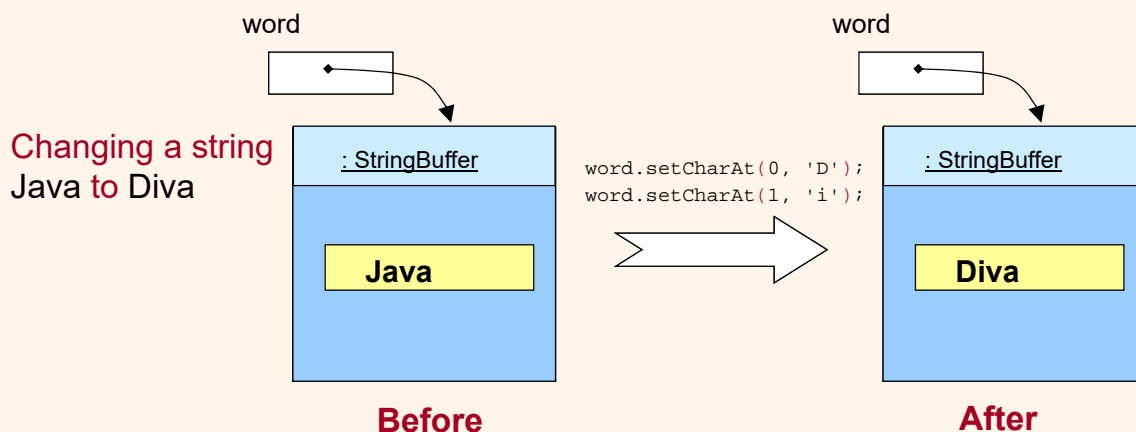 word
word
Changing a string
Java to Diva
: StringBuffer
word.setCharAt(0, 'D');
word.setCharAt(1, 'i');
: StringBuffer
Java
Diva
Before
After